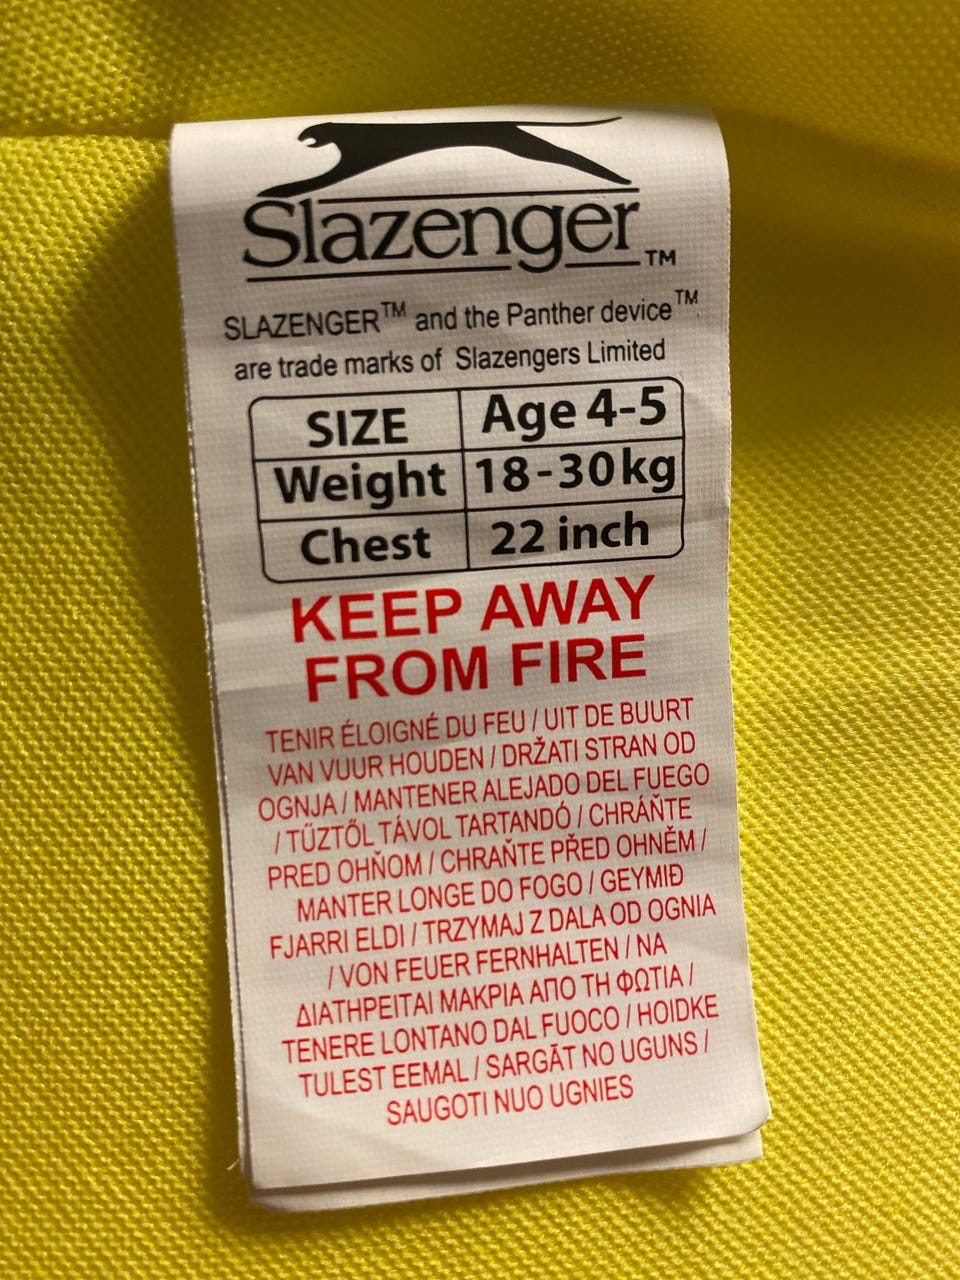 Slazenger™
SLAZENGER™ and the Panther device™
are trade marks of Slazengers Limited
SIZE Age 4-5
Weight 18-30kg
Chest 22 inch
KEEP AWAY
FROM FIRE
TENIR ÉLOIGNÉ DU FEU / UIT DE BUURT
VAN VUUR HOUDEN / DRŽATI STRAN OD
OGNJA / MANTENER ALEJADO DEL FUEGO
/ TŰZTŐL TÁVOL TARTANDÓ / CHRÁŇTE
PRED OHŇOM / CHRAŇTE PŘED OHNĚM /
MANTER LONGE DO FOGO / GEYMIÐ
FJARRI ELDI / TRZYMAJ Z DALA OD OGNIA
/ VON FEUER FERNHALTEN / NA
ΔΙΑΤΗΡΕΙΤΑΙ ΜΑΚΡΙΑ ΑΠΟ ΤΗ ΦΩΤΙΑ /
TENERE LONTANO DAL FUOCO / HOIDKE
TULEST EEMAL / SARGĀT NO UGUNS /
SAUGOTI NUO UGNIES